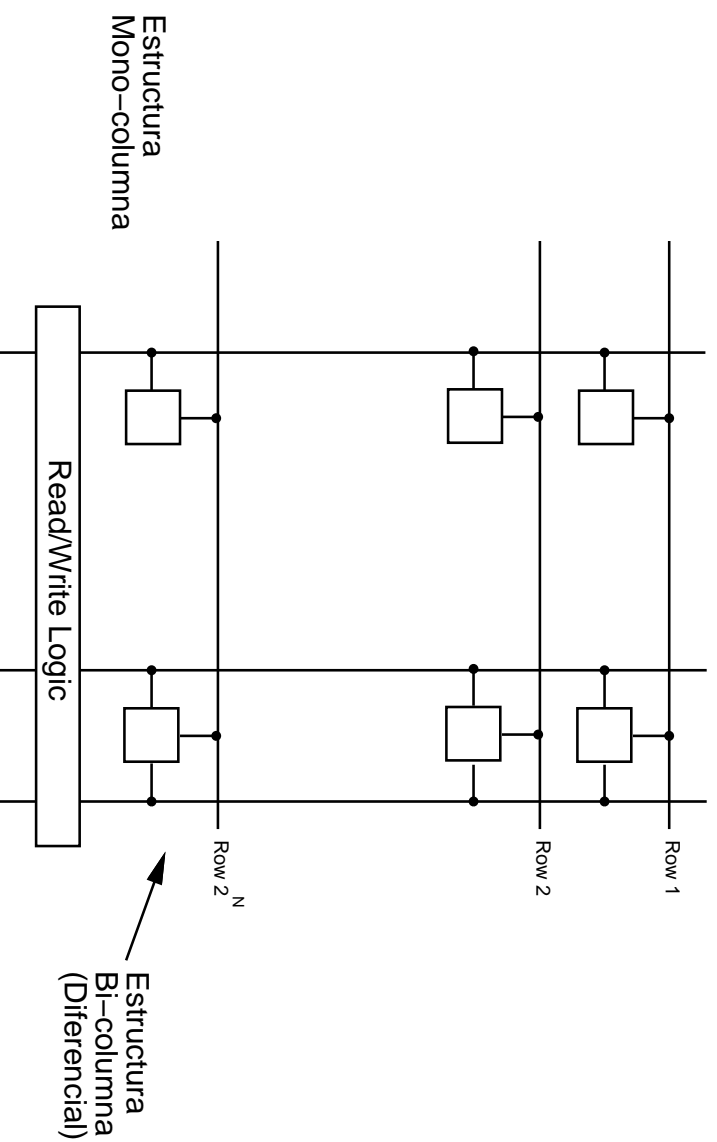 Row 1
Row 2
Row 2 N
Read/Write Logic
Estructura
Mono–columna
Estructura
Bi–columna
(Diferencial)